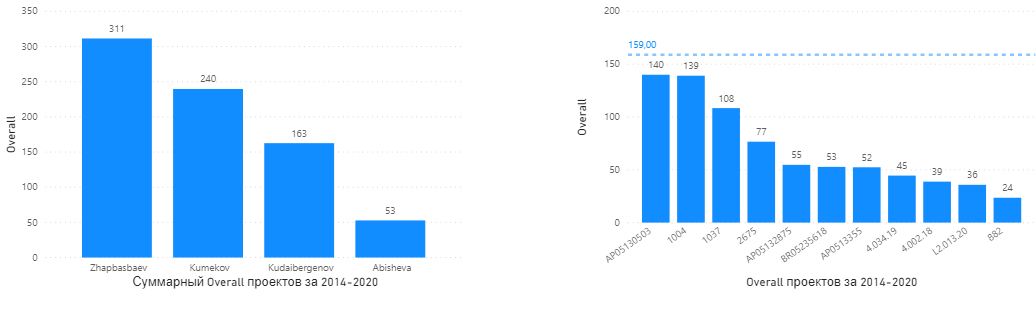 350
300
250
200
150
100
50
0
Overall
311
240
163
53
Zhapbasbaev
Kumekov
Kudaibergenov
Abisheva
Суммарный Overall проектов за 2014-2020
200
150
100
50
0
Overall
159,00
140
139
108
77
55
53
52
45
39
36
24
AP05130503
1004
1037
2675
AP05132875
BR05235618
AP0513355
4.034.19
4.002.18
L2.013.20
882
Overall проектов за 2014-2020